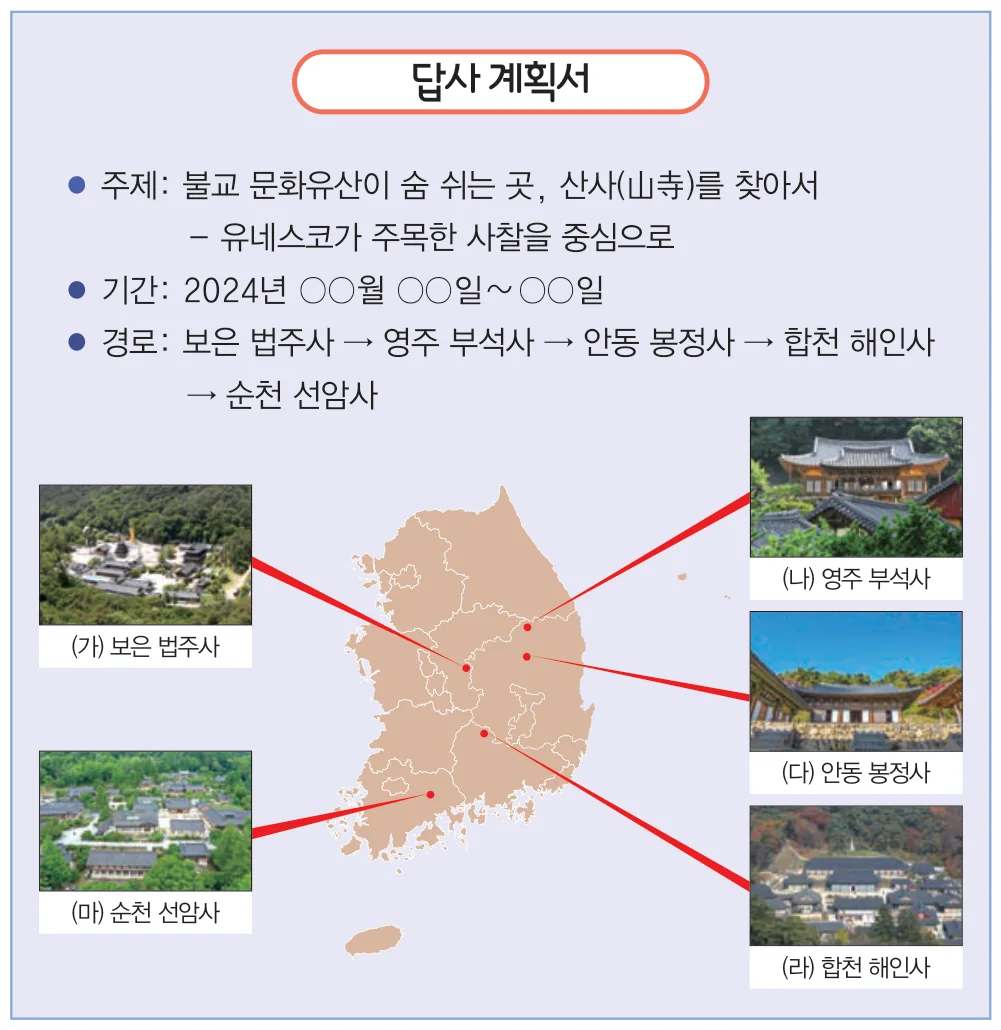 답사 계획서
● 주제: 불교 문화유산이 숨 쉬는 곳, 산사(山寺)를 찾아서
- 유네스코가 주목한 사찰을 중심으로
● 기간: 2024년 ○○월 ○○일~○○일
● 경로: 보은 법주사 → 영주 부석사 → 안동 봉정사 → 합천 해인사
→ 순천 선암사
(가) 보은 법주사
(나) 영주 부석사
(다) 안동 봉정사
(라) 합천 해인사
(마) 순천 선암사